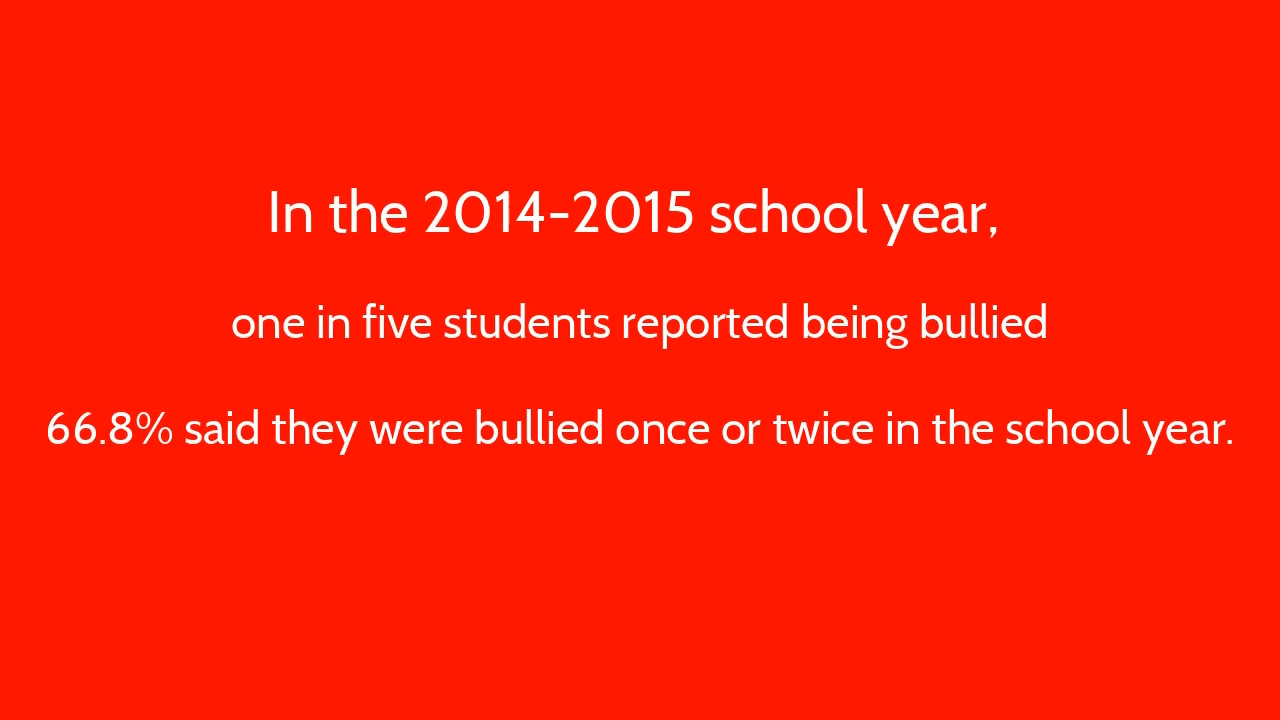 In the 2014-2015 school year,
one in five students reported being bullied
66.8% said they were bullied once or twice in the school year.